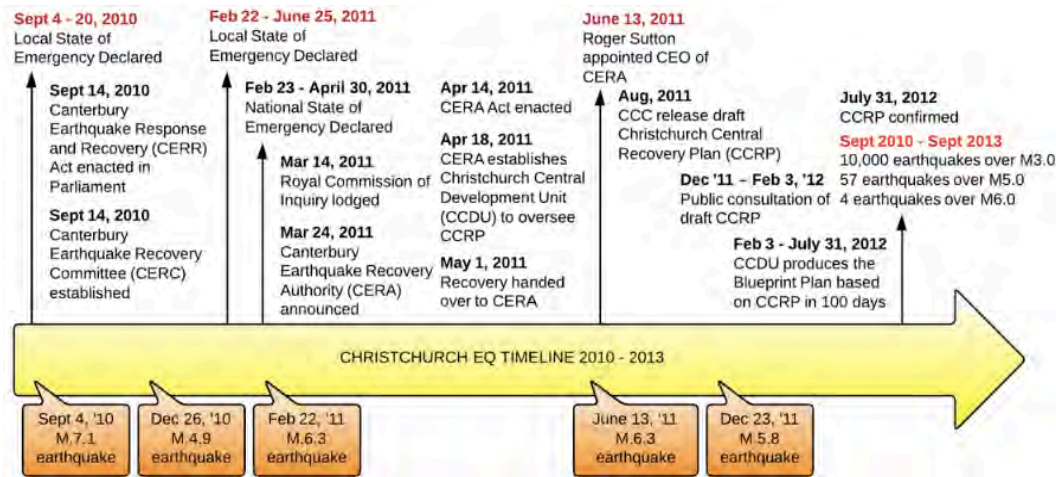 Sept 4 - 20, 2010
Local State of
Emergency Declared
Sept 14, 2010
Canterbury
Earthquake Response
and Recovery (CERR)
Act enacted in
Parliament
Sept 14, 2010
Canterbury
Earthquake Recovery
Committee (CERC)
established
Feb 22 - June 25, 2011
Local State of
Emergency Declared
Feb 23 - April 30, 2011
National State of
Emergency Declared
Mar 14, 2011
Royal Commission of
Inquiry lodged
Mar 24, 2011
Canterbury
Earthquake Recovery
Authority (CERA)
announced
Apr 14, 2011
CERA Act enacted
Apr 18, 2011
CERA establishes
Christchurch Central
Development Unit
(CCDU) to oversee
CCRP
May 1, 2011
Recovery handed
over to CERA
June 13, 2011
Roger Sutton
appointed CEO of
CERA
Aug, 2011
CCC release draft
Christchurch Central
Recovery Plan (CCRP)
Dec '11 – Feb 3, '12
Public consultation of
draft CCRP
Feb 3 - July 31, 2012
CCDU produces the
Blueprint Plan based
on CCRP in 100 days
July 31, 2012
CCRP confirmed
Sept 2010 - Sept 2013
10,000 earthquakes over M3.0
57 earthquakes over M5.0
4 earthquakes over M6.0
CHRISTCHURCH EQ TIMELINE 2010 - 2013
Sept 4, '10
M.7.1
earthquake
Dec 26, '10
M.4.9
earthquake
Feb 22, '11
M.6.3
earthquake
June 13, '11
M.6.3
earthquake
Dec 23, '11
M.5.8
earthquake